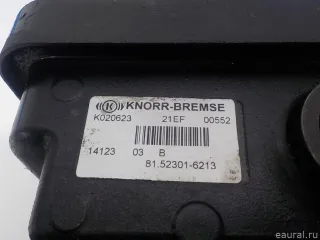 KNORR-BREMSE
K020623 21EF 00552
14123 03 B
81.52301-6213
eaural.ru